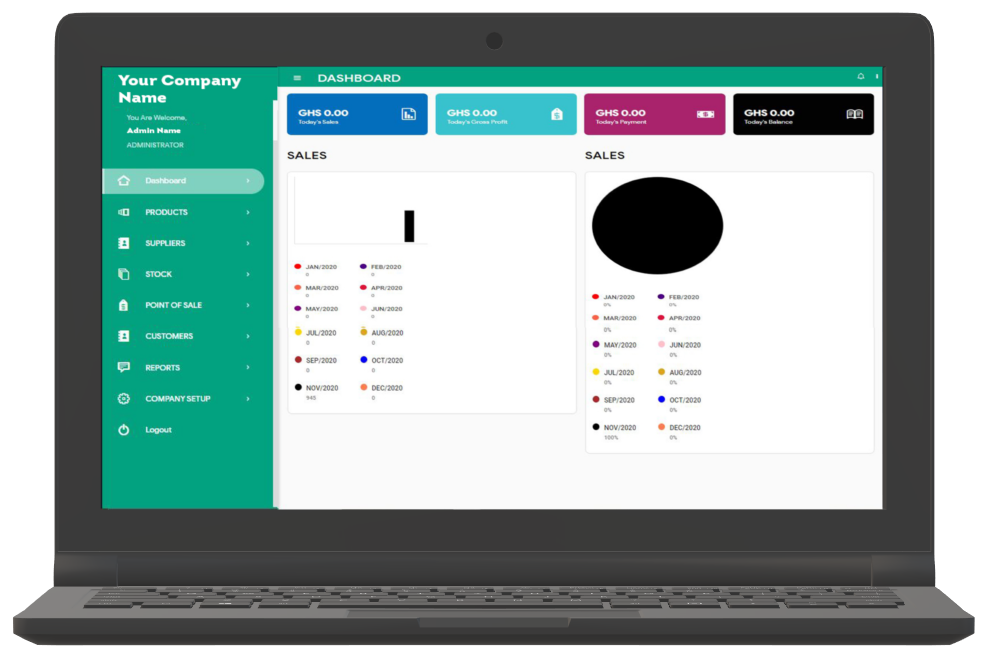 Your Company
Name
You Are Welcome,
Admin Name
ADMINISTRATOR
Dashboard
PRODUCTS
SUPPLIERS
STOCK
POINT OF SALE
CUSTOMERS
REPORTS
COMPANY SETUP
Logout
DASHBOARD
GHS 0.00
Today's Sales
GHS 0.00
Today's Gross Profit
GHS 0.00
Today's Payment
GHS 0.00
Today's Balance
SALES
JAN/2020 FEB/2020
0 0
MAR/2020 APR/2020
0 0
MAY/2020 JUN/2020
0 0
JUL/2020 AUG/2020
0 0
SEP/2020 OCT/2020
0 0
NOV/2020 DEC/2020
945 0
SALES
JAN/2020 FEB/2020
0% 0%
MAR/2020 APR/2020
0% 0%
MAY/2020 JUN/2020
0% 0%
JUL/2020 AUG/2020
0% 0%
SEP/2020 OCT/2020
0% 0%
NOV/2020 DEC/2020
100% 0%